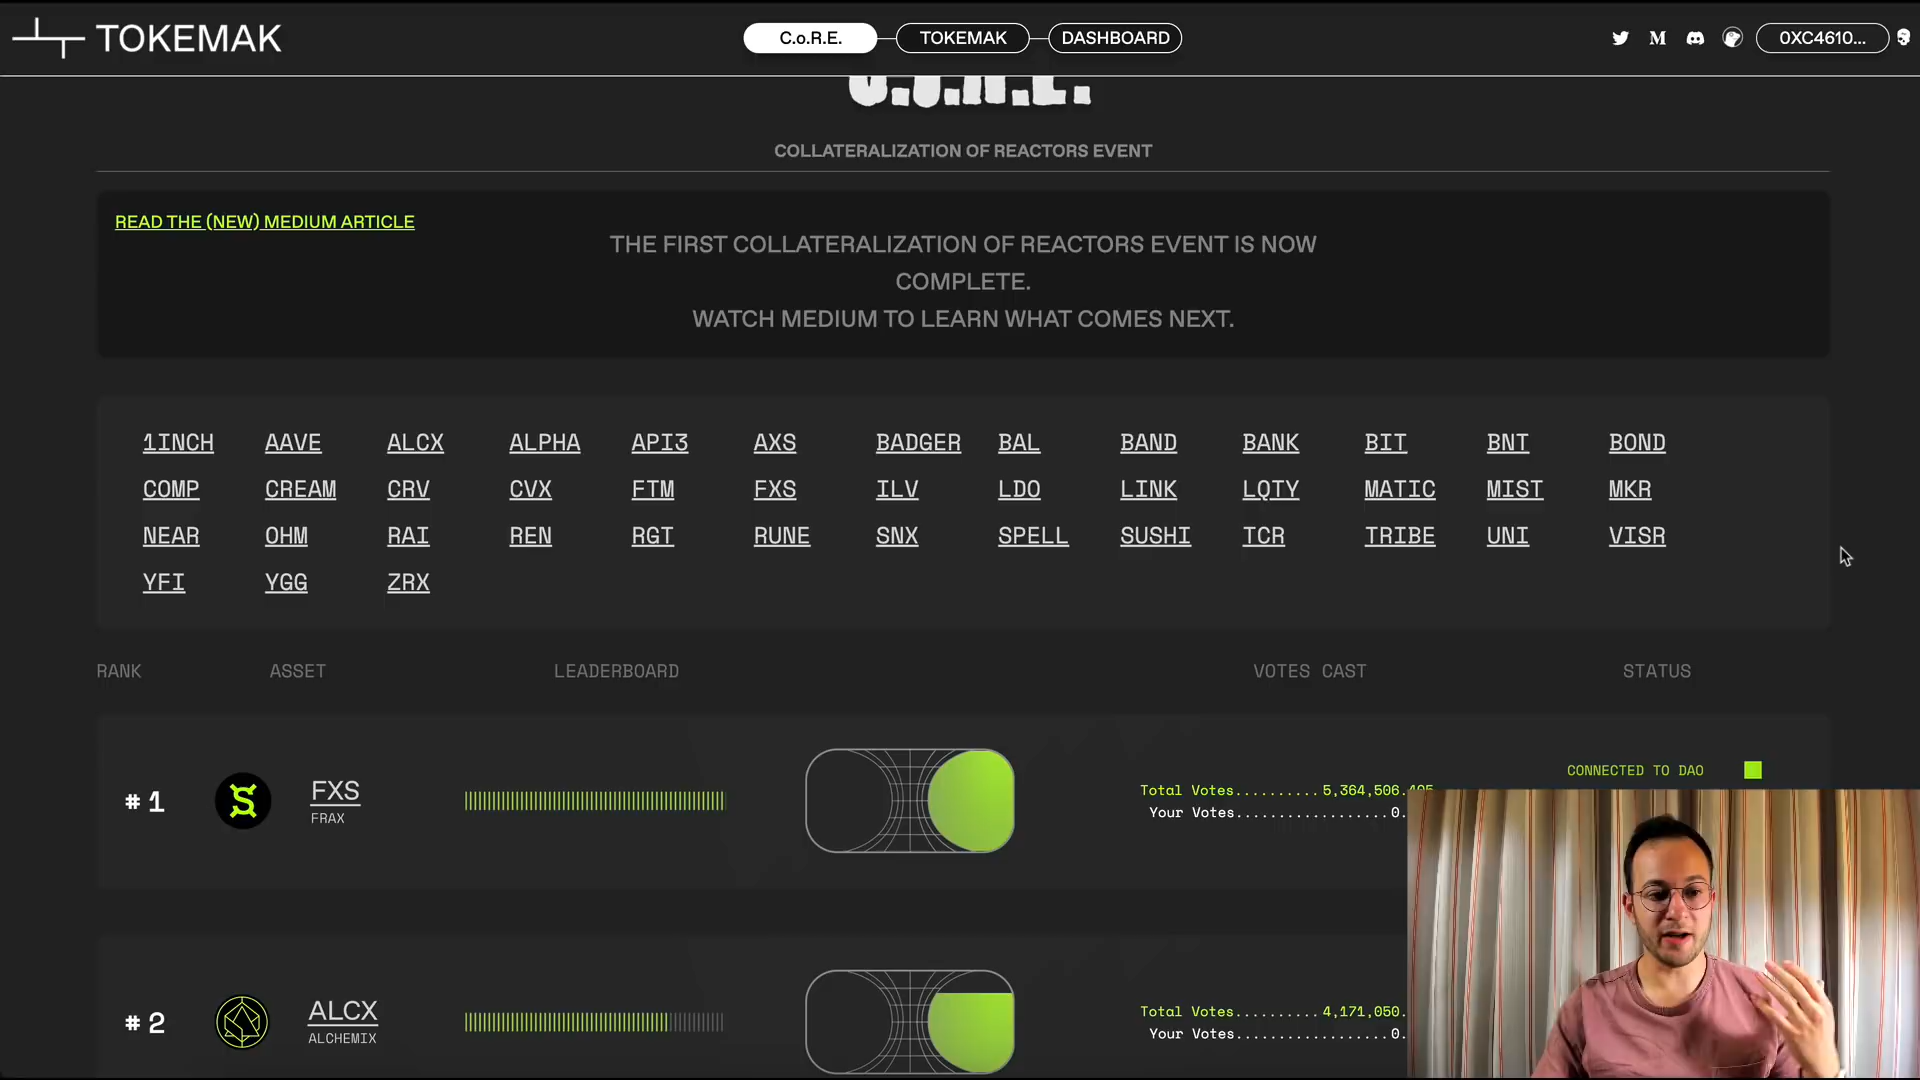 TOKEMAK
C.o.R.E.
TOKEMAK
DASHBOARD
0XC4610...
C.O.R.E.
COLLATERALIZATION OF REACTORS EVENT
READ THE (NEW) MEDIUM ARTICLE
THE FIRST COLLATERALIZATION OF REACTORS EVENT IS NOW
COMPLETE.
WATCH MEDIUM TO LEARN WHAT COMES NEXT.
1INCH AAVE ALCX ALPHA API3 AXS BADGER BAL BAND BANK BIT BNT BOND
COMP CREAM CRV CVX FTM FXS ILV LDO LINK LQTY MATIC MIST MKR
NEAR OHM RAI REN RGT RUNE SNX SPELL SUSHI TCR TRIBE UNI VISR
YFI YGG ZRX
RANK ASSET LEADERBOARD VOTES CAST STATUS
CONNECTED TO DAO
# 1 FXS
FRAX
Total Votes..........5,364,506.405
Your Votes.................0.
# 2 ALCX
ALCHEMIX
Total Votes..........4,171,050.
Your Votes.................0.